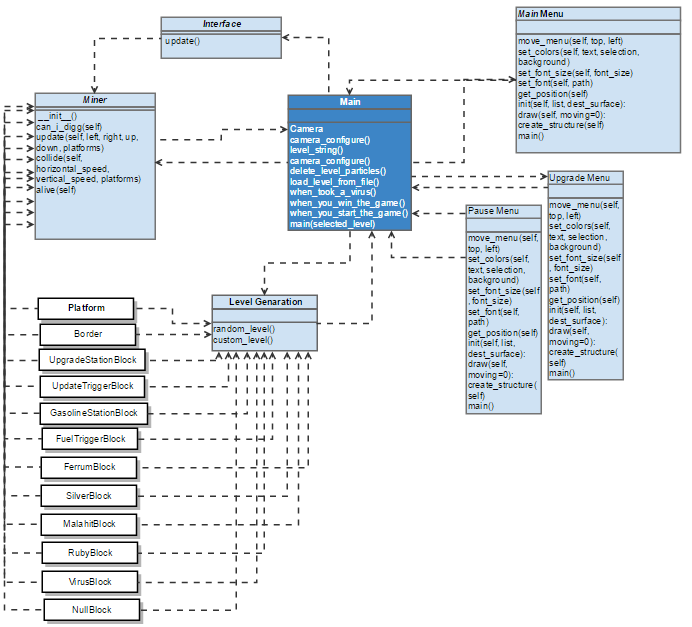 Interface
update()
Main Menu
move_menu(self, top, left)
set_colors(self, text, selection,
background)
set_font_size(self, font_size)
set_font(self, path)
get_position(self)
init(self, list, dest_surface):
draw(self, moving=0):
create_structure(self)
main()
Miner
__init__()
can_i_digg(self)
update(self, left, right, up,
down, platforms)
collide(self,
horizontal_speed,
vertical_speed, platforms)
alive(self)
Main
Camera
camera_configure()
level_string()
camera_configure()
delete_level_particles()
load_level_from_file()
when_took_a_virus()
when_you_win_the_game()
when_you_start_the_game()
main(selected_level)
Upgrade Menu
move_menu(self,
top, left)
set_colors(self,
text, selection,
background)
set_font_size(self
, font_size)
set_font(self,
path)
get_position(self)
init(self, list,
dest_surface):
draw(self,
moving=0):
create_structure(
self)
main()
Pause Menu
move_menu(self,
top, left)
set_colors(self,
text, selection,
background)
set_font_size(self
, font_size)
set_font(self,
path)
get_position(self)
init(self, list,
dest_surface):
draw(self,
moving=0):
create_structure(
self)
main()
Level Genaration
random_level()
custom_level()
Platform
Border
UpgradeStationBlock
UpdateTriggerBlock
GasolineStationBlock
FuelTriggerBlock
FerrumBlock
SilverBlock
MalahitBlock
RubyBlock
VirusBlock
NullBlock